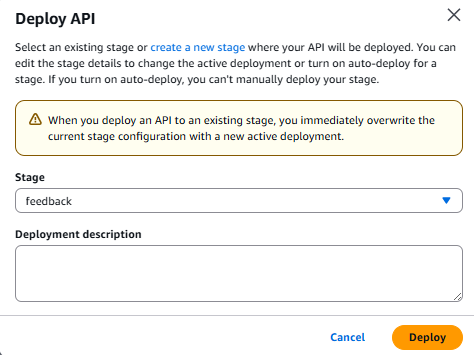 Deploy API
Select an existing stage or create a new stage where your API will be deployed. You can
edit the stage details to change the active deployment or turn on auto-deploy for a
stage. If you turn on auto-deploy, you can't manually deploy your stage.
When you deploy an API to an existing stage, you immediately overwrite the
current stage configuration with a new active deployment.
Stage
feedback
Deployment description
Cancel
Deploy